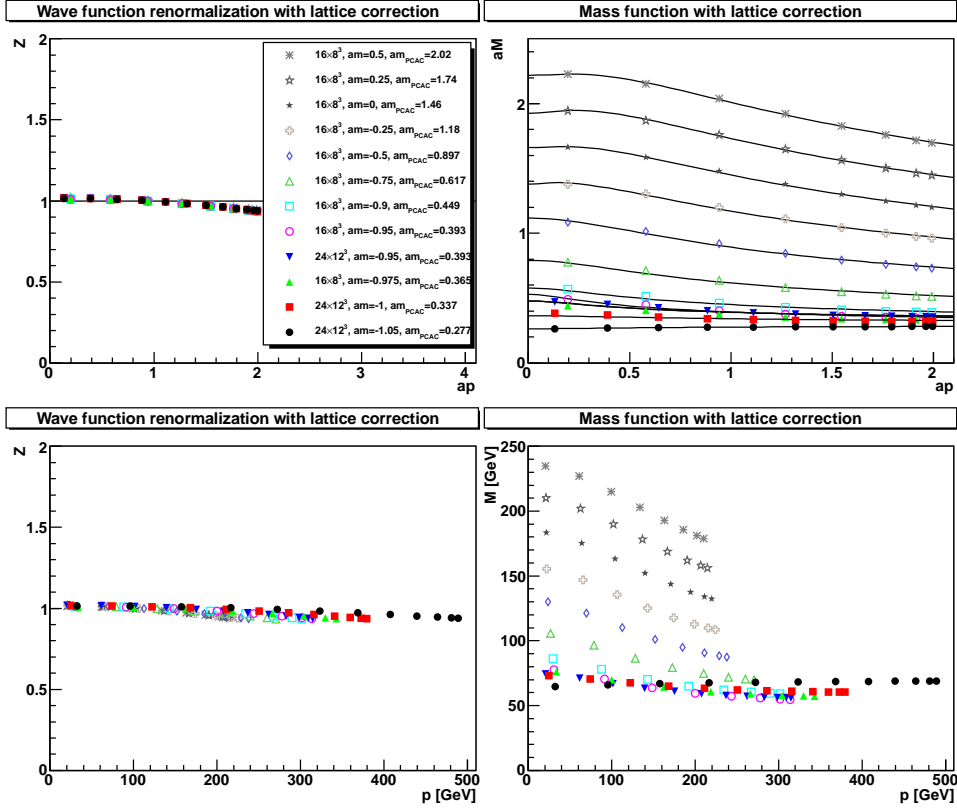 Wave function renormalization with lattice correction
Z
2
1.5
1
0.5
0
0 1 2 3 4
ap
16×8³, am=0.5, am_PCAC=2.02
16×8³, am=0.25, am_PCAC=1.74
16×8³, am=0, am_PCAC=1.46
16×8³, am=-0.25, am_PCAC=1.18
16×8³, am=-0.5, am_PCAC=0.897
16×8³, am=-0.75, am_PCAC=0.617
16×8³, am=-0.9, am_PCAC=0.449
16×8³, am=-0.95, am_PCAC=0.393
24×12³, am=-0.95, am_PCAC=0.393
16×8³, am=-0.975, am_PCAC=0.365
24×12³, am=-1, am_PCAC=0.337
24×12³, am=-1.05, am_PCAC=0.277
Mass function with lattice correction
aM
2
1
0
0 0.5 1 1.5 2
ap
Wave function renormalization with lattice correction
Z
2
1.5
1
0.5
0
0 100 200 300 400 500
p [GeV]
Mass function with lattice correction
M [GeV]
250
200
150
100
50
0
0 100 200 300 400 500
p [GeV]